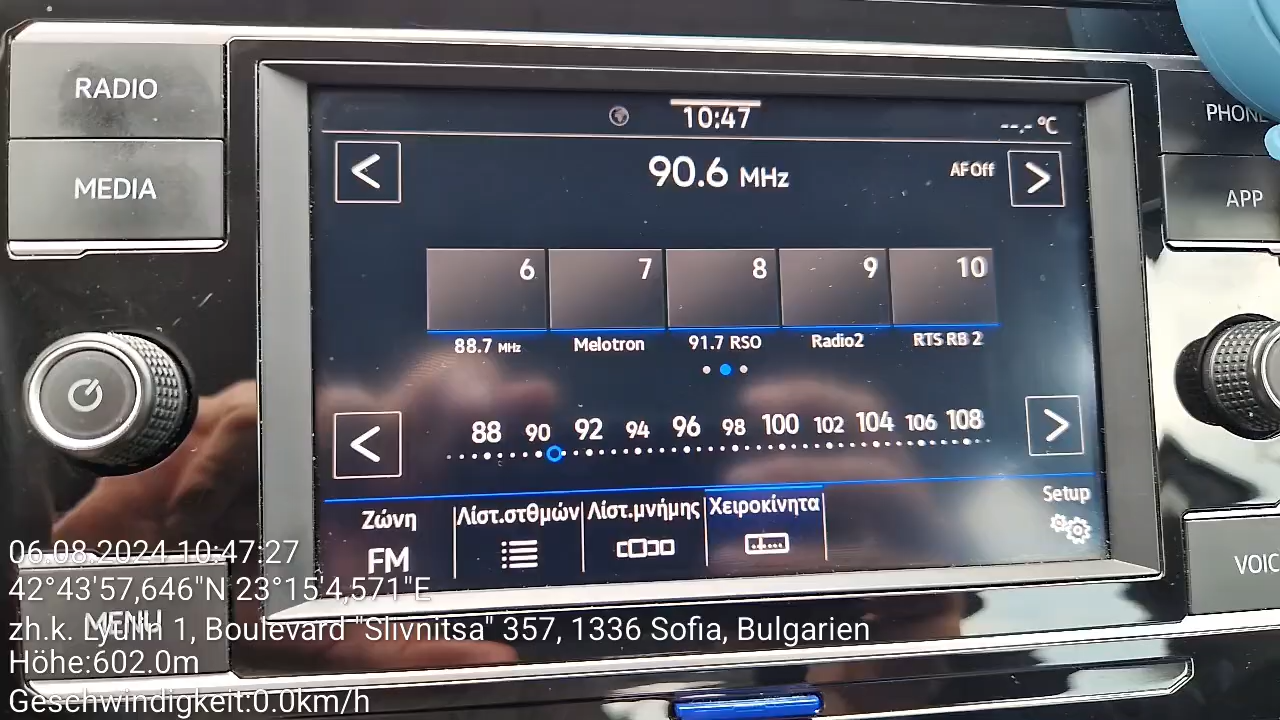 RADIO
MEDIA
MENU
PHONE
APP
VOIC
10:47
--,- °C
90.6 MHz
AF Off
6 7 8 9 10
88.7 MHz Melotron 91.7 RSO Radio2 RTS RB 2
88 90 92 94 96 98 100 102 104 106 108
Ζώνη Λίστ.στθμών Λίστ.μνήμης Χειροκίνητα Setup
FM
06.08.2024 10:47:27
42°43'57,646"N 23°15'4,571"E
zh.k. Lyulin 1, Boulevard "Slivnitsa" 357, 1336 Sofia, Bulgarien
Höhe:602.0m
Geschwindigkeit:0.0km/h